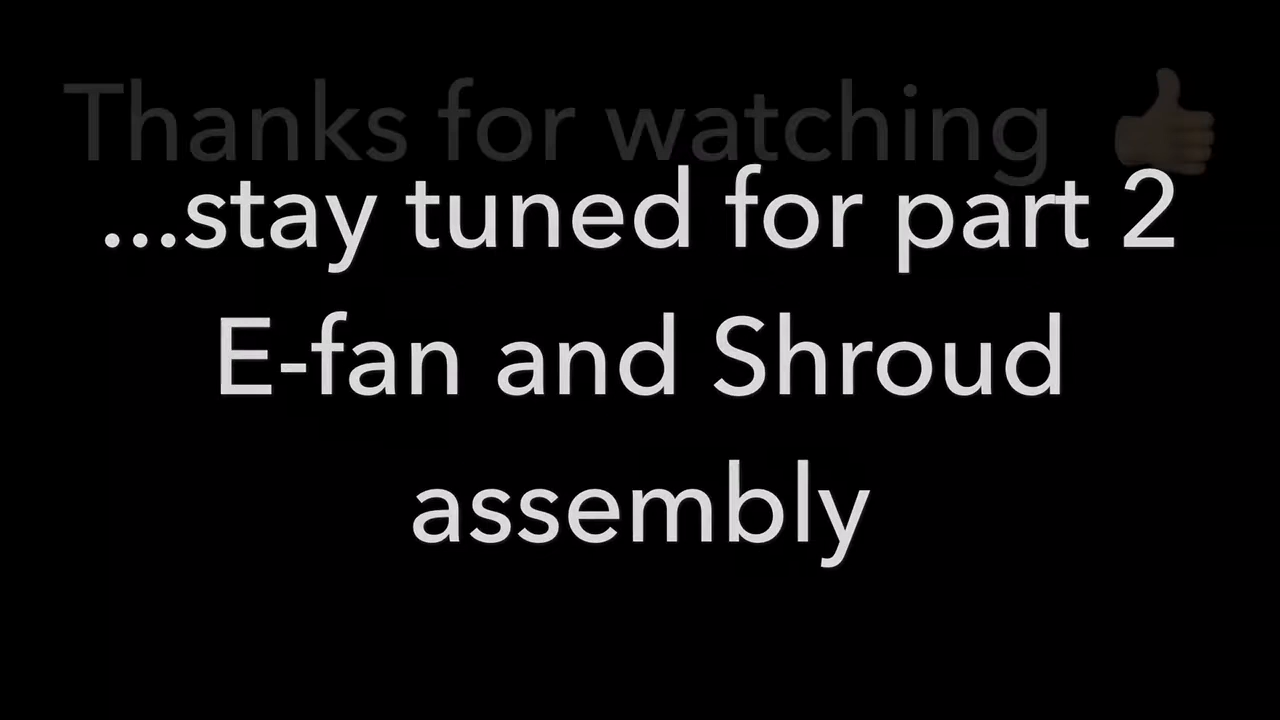 Thanks for watching 👍🏼
...stay tuned for part 2
E-fan and Shroud
assembly